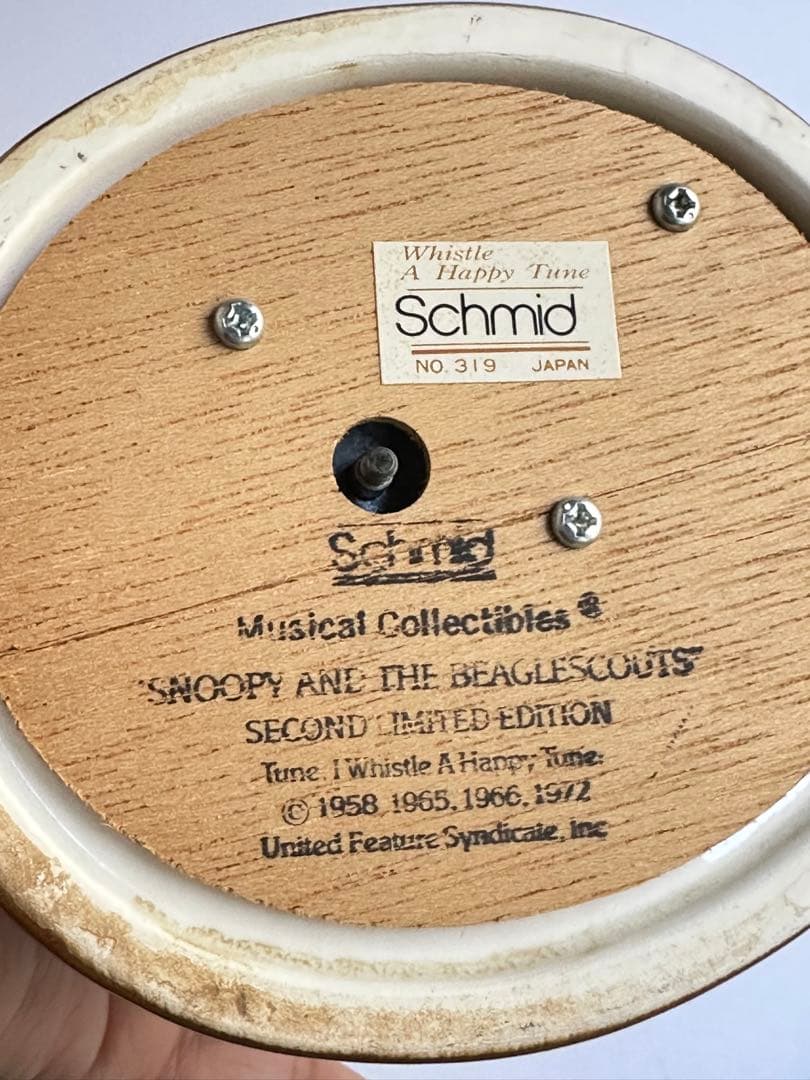 Whistle
A Happy Tune
Schmid
NO. 319 JAPAN
Schmid
Musical Collectibles®
"SNOOPY AND THE BEAGLESCOUTS"
SECOND LIMITED EDITION
Tune: I Whistle A Happy Tune:
© 1958, 1965, 1966, 1972
United Feature Syndicate, Inc